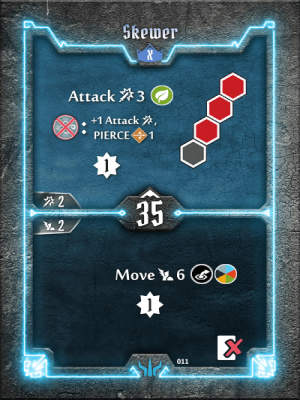 Skewer
X
Attack 3
+1 Attack ,
PIERCE 1
1
2
35
2
Move 6
1
011